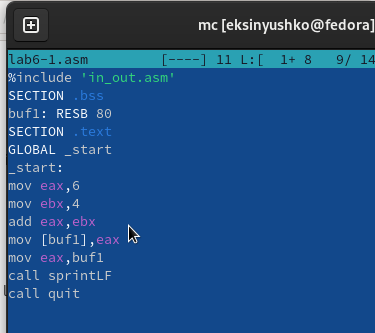 mc [eksinyushko@fedora]
lab6-1.asm [----] 11 L:[ 1+ 8 9/ 14
%include 'in_out.asm'
SECTION .bss
buf1: RESB 80
SECTION .text
GLOBAL _start
_start:
mov eax,6
mov ebx,4
add eax,ebx
mov [buf1],eax
mov eax,buf1
call sprintLF
call quit